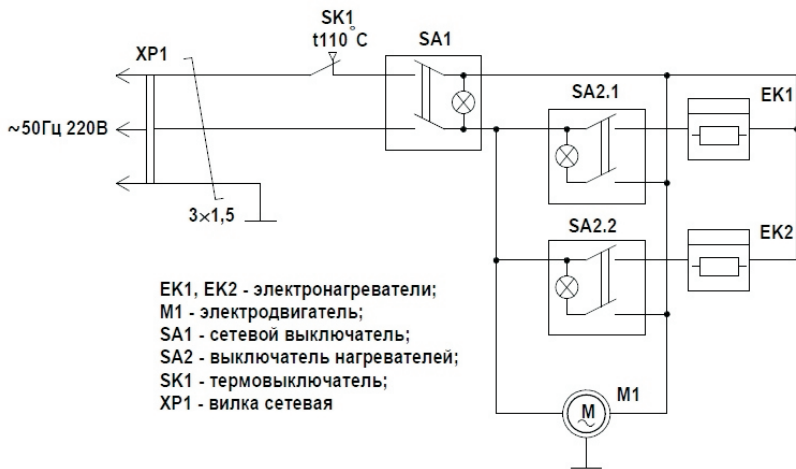 SK1
t110°C
XP1
SA1
SA2.1
EK1
~50Гц 220В
3×1,5
SA2.2
EK2
EK1, EK2 - электронагреватели;
М1 - электродвигатель;
SA1 - сетевой выключатель;
SA2 - выключатель нагревателей;
SK1 - термовыключатель;
XP1 - вилка сетевая
M1
M
~